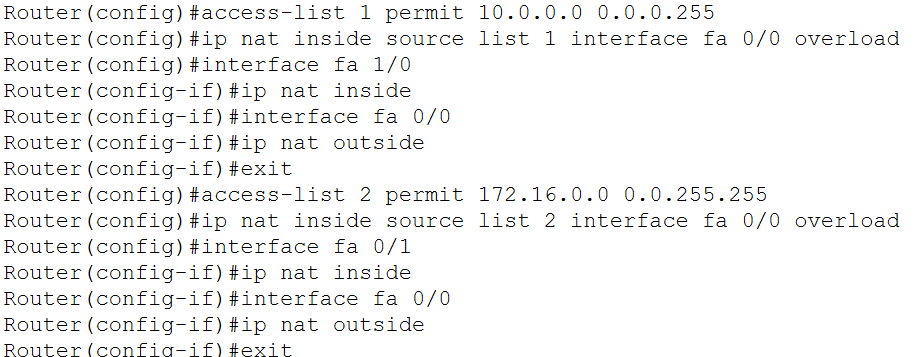 Router(config)#access-list 1 permit 10.0.0.0 0.0.0.255
Router(config)#ip nat inside source list 1 interface fa 0/0 overload
Router(config)#interface fa 1/0
Router(config-if)#ip nat inside
Router(config-if)#interface fa 0/0
Router(config-if)#ip nat outside
Router(config-if)#exit
Router(config)#access-list 2 permit 172.16.0.0 0.0.255.255
Router(config)#ip nat inside source list 2 interface fa 0/0 overload
Router(config)#interface fa 0/1
Router(config-if)#ip nat inside
Router(config-if)#interface fa 0/0
Router(config-if)#ip nat outside
Router(config-if)#exit